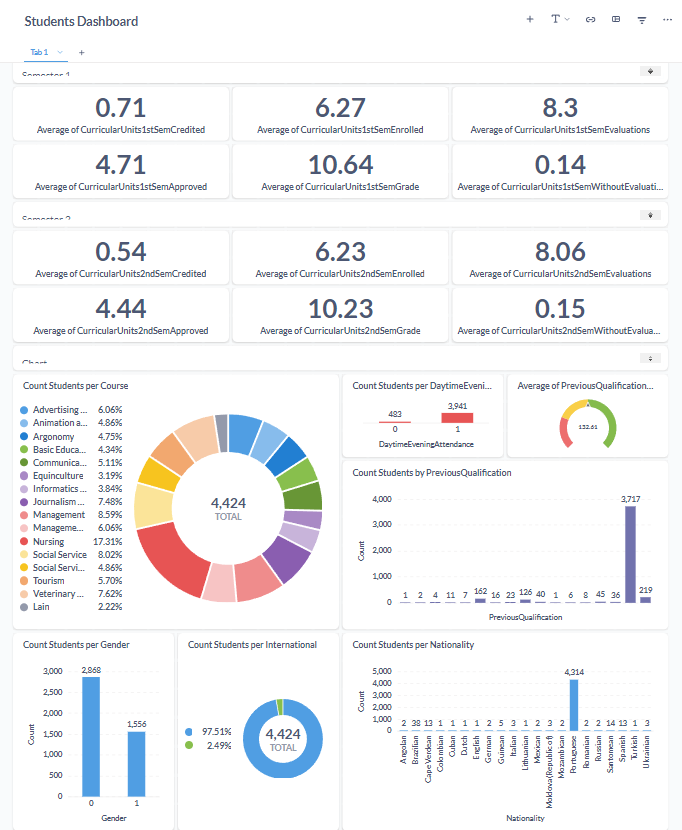 Students Dashboard
Tab 1
Semester 1
0.71
Average of CurricularUnits1stSemCredited
6.27
Average of CurricularUnits1stSemEnrolled
8.3
Average of CurricularUnits1stSemEvaluations
4.71
Average of CurricularUnits1stSemApproved
10.64
Average of CurricularUnits1stSemGrade
0.14
Average of CurricularUnits1stSemWithoutEvaluati...
Semester 2
0.54
Average of CurricularUnits2ndSemCredited
6.23
Average of CurricularUnits2ndSemEnrolled
8.06
Average of CurricularUnits2ndSemEvaluations
4.44
Average of CurricularUnits2ndSemApproved
10.23
Average of CurricularUnits2ndSemGrade
0.15
Average of CurricularUnits2ndSemWithoutEvalua...
Chart
Count Students per Course
Advertising ... 6.06%
Animation a... 4.86%
Argonomy 4.75%
Basic Educa... 4.34%
Communica... 5.11%
Equinculture 3.19%
Informatics ... 3.84%
Journalism ... 7.48%
Management 8.59%
Manageme... 6.06%
Nursing 17.31%
Social Service 8.02%
Social Servi... 4.86%
Tourism 5.70%
Veterinary ... 7.62%
Lain 2.22%
4,424
TOTAL
Count Students per DaytimeEveni...
483
3,941
0 1
DaytimeEveningAttendance
Average of PreviousQualification...
132.61
Count Students by PreviousQualification
4,000
3,000
2,000
1,000
0
Count
1 2 4 11 7 162 16 23 126 40 1 6 8 45 36 3,717 219
PreviousQualification
Count Students per Gender
3,000
2,500
2,000
1,500
1,000
500
0
Count
2,868
1,556
0 1
Gender
Count Students per International
97.51%
2.49%
4,424
TOTAL
Count Students per Nationality
5,000
4,000
3,000
2,000
1,000
0
Count
2 38 13 1 1 1 1 2 5 3 1 2 3 2 4,314 2 2 14 13 1 3
Angolan
Brazilian
Cape Verdean
Colombian
Cuban
Dutch
English
German
Guinean
Italian
Lithuanian
Mexican
Moldova (Republic of)
Mozambican
Portuguese
Romanian
Russian
Santomean
Spanish
Turkish
Ukrainian
Nationality